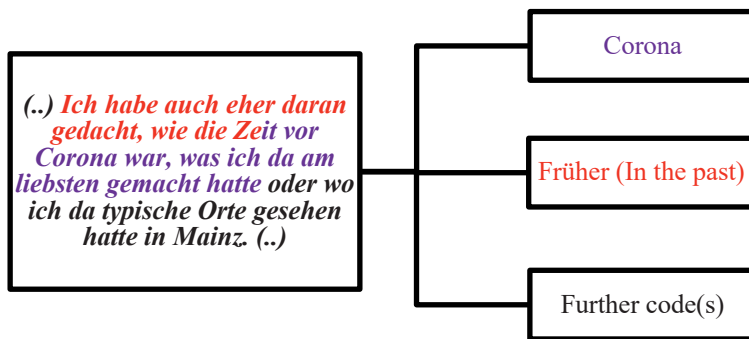 (..) Ich habe auch eher daran
gedacht, wie die Zeit vor
Corona war, was ich da am
liebsten gemacht hatte oder wo
ich da typische Orte gesehen
hatte in Mainz. (..)
Corona
Früher (In the past)
Further code(s)